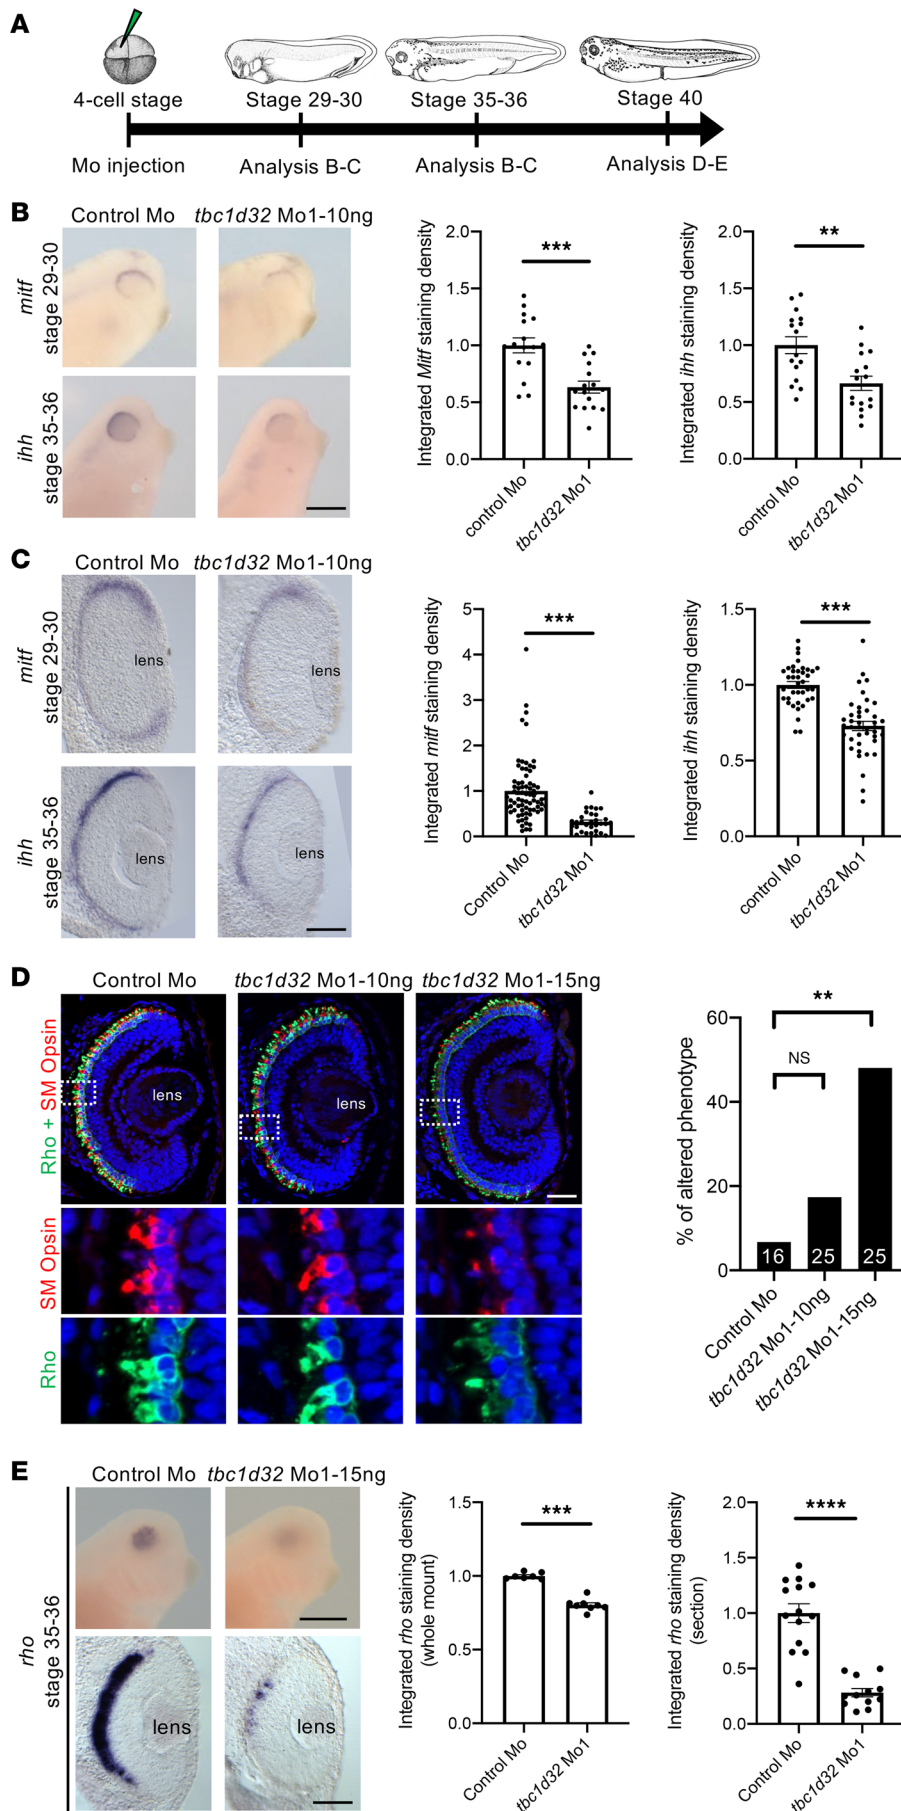 A
4-cell stage
Stage 29-30
Stage 35-36
Stage 40
Mo injection
Analysis B-C
Analysis B-C
Analysis D-E
B
Control Mo
tbc1d32 Mo1-10ng
mitf
stage 29-30
ihh
stage 35-36
Integrated Mitf staining density
2.0
1.5
1.0
0.5
0.0
***
control Mo
tbc1d32 Mo1
Integrated ihh staining density
2.0
1.5
1.0
0.5
0.0
**
control Mo
tbc1d32 Mo1
C
Control Mo
tbc1d32 Mo1-10ng
mitf
stage 29-30
lens
lens
ihh
stage 35-36
lens
lens
Integrated mitf staining density
5
4
3
2
1
0
***
Control Mo
tbc1d32 Mo1
Integrated ihh staining density
1.5
1.0
0.5
0.0
***
control Mo
tbc1d32 Mo1
D
Control Mo
tbc1d32 Mo1-10ng
tbc1d32 Mo1-15ng
Rho + SM Opsin
lens
lens
SM Opsin
Rho
% of altered phenotype
60
40
20
0
**
NS
16
25
25
Control Mo
tbc1d32 Mo1-10ng
tbc1d32 Mo1-15ng
E
Control Mo
tbc1d32 Mo1-15ng
rho
stage 35-36
lens
lens
Integrated rho staining density
(whole mount)
1.5
1.0
0.5
0.0
***
Control Mo
tbc1d32 Mo1
Integrated rho staining density
(section)
2.0
1.5
1.0
0.5
0.0
****
Control Mo
tbc1d32 Mo1